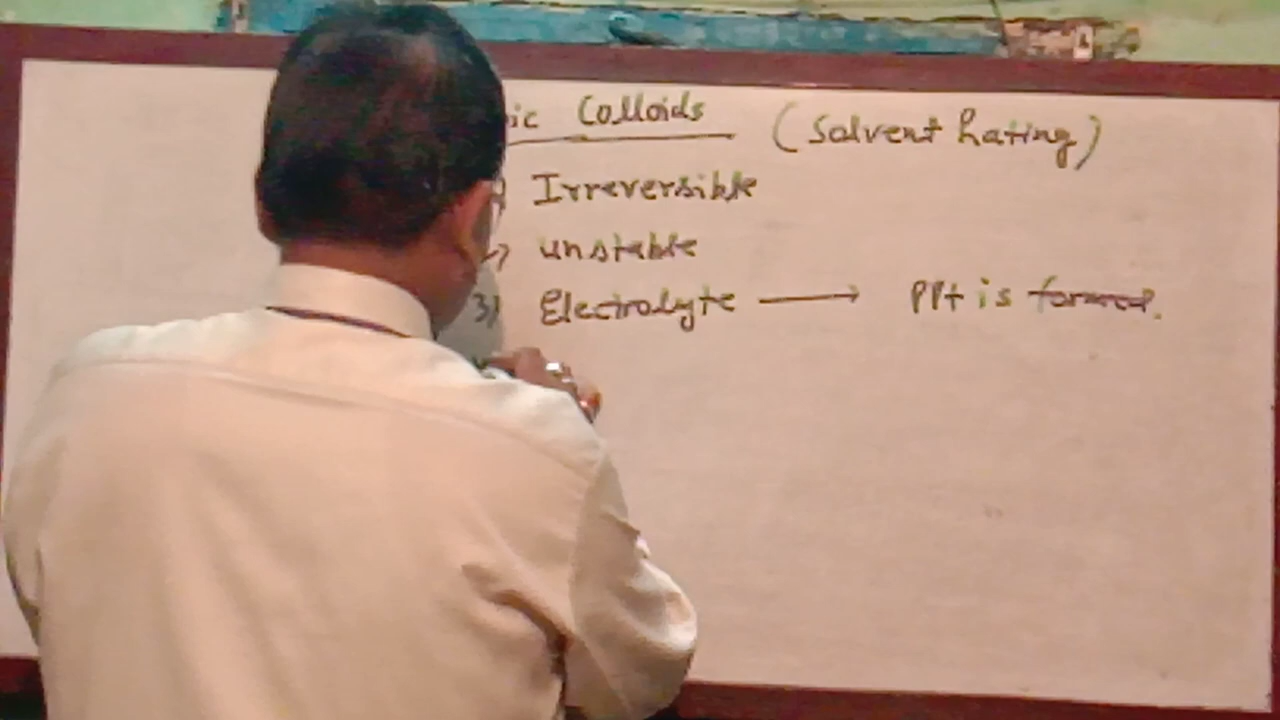 ic Colloids (Solvent hating)
Irreversible
unstable
3) Electrolyte → PPt is formed.